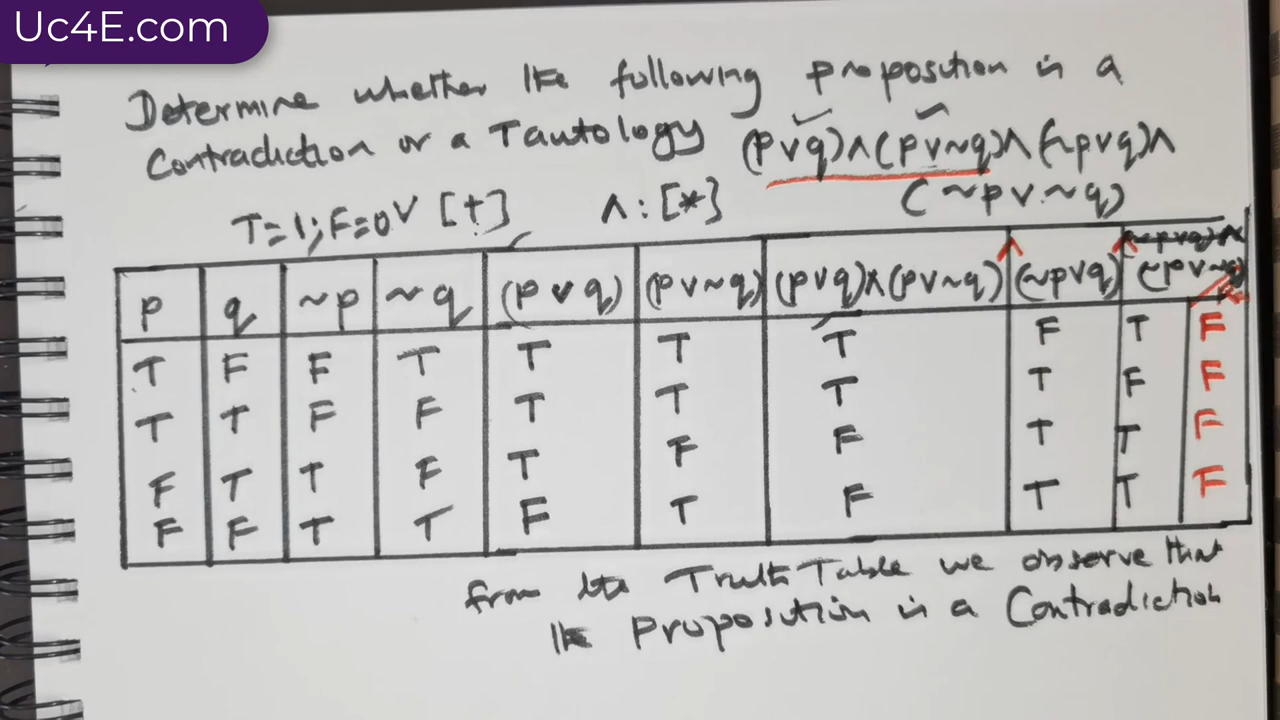 Uc4E.com
Determine whether the following proposition is a
Contradiction or a Tautology (p∨q)∧(p∨~q)∧(~p∨q)∧
(~p∨~q)
T=1; F=0 ∨ [+] ∧ : [*]
p q ~p ~q (p∨q) (p∨~q) (p∨q)∧(p∨~q) (~p∨q) (~p∨~q)
T F F T T T T F T F
T T F F T T T T F F
F T T F T F F T T F
F F T T F T F T T F
from the Truth Table we observe that
the Proposition is a Contradiction